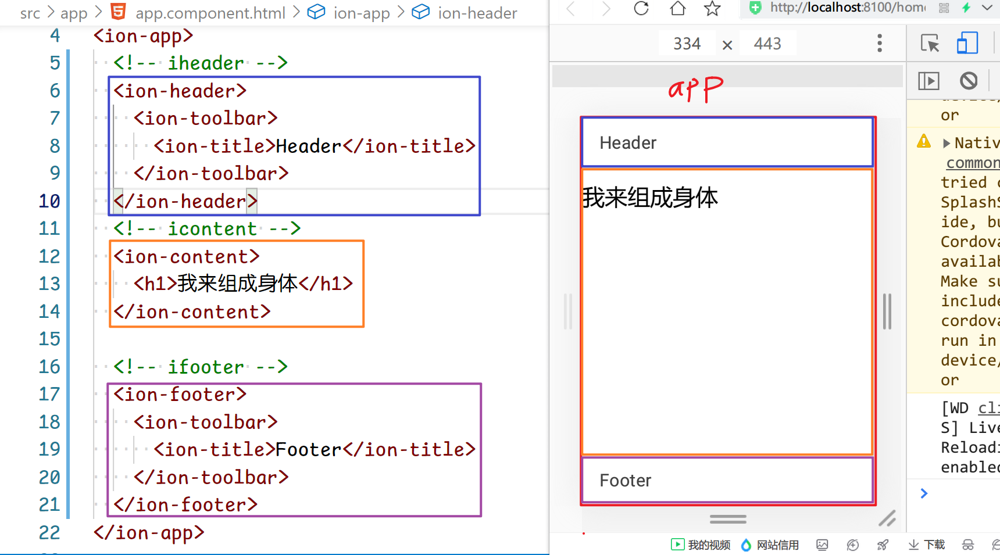 src > app > app.component.html > ion-app > ion-header
4 <ion-app>
5 <!-- iheader -->
6 <ion-header>
7 <ion-toolbar>
8 <ion-title>Header</ion-title>
9 </ion-toolbar>
10 </ion-header>
11 <!-- icontent -->
12 <ion-content>
13 <h1>我来组成身体</h1>
14 </ion-content>
15
16 <!-- ifooter -->
17 <ion-footer>
18 <ion-toolbar>
19 <ion-title>Footer</ion-title>
20 </ion-toolbar>
21 </ion-footer>
22 </ion-app>
http://localhost:8100/home
334 × 443
app
Header
我来组成身体
Footer
or
Nativ
common
tried
SplashS
ide, bu
Cordova
availab
Make su
include
cordova
run in
device/
or
[WD cli
S] Live
Reloadi
enabled
我的视频 网站信用 下载